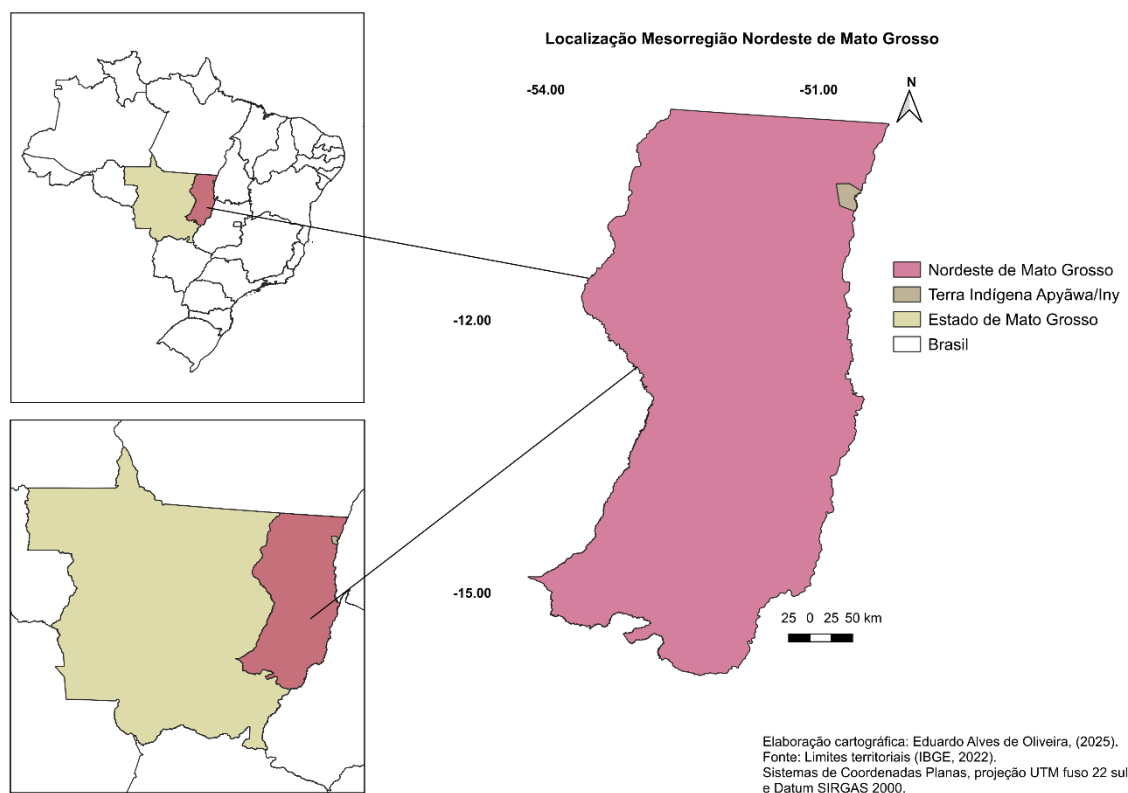 Localização Mesorregião Nordeste de Mato Grosso
-54.00
-51.00
N
Nordeste de Mato Grosso
Terra Indígena Apyãwa/Iny
Estado de Mato Grosso
Brasil
-12.00
-15.00
25 0 25 50 km
Elaboração cartográfica: Eduardo Alves de Oliveira, (2025).
Fonte: Limites territoriais (IBGE, 2022).
Sistemas de Coordenadas Planas, projeção UTM fuso 22 sul
e Datum SIRGAS 2000.